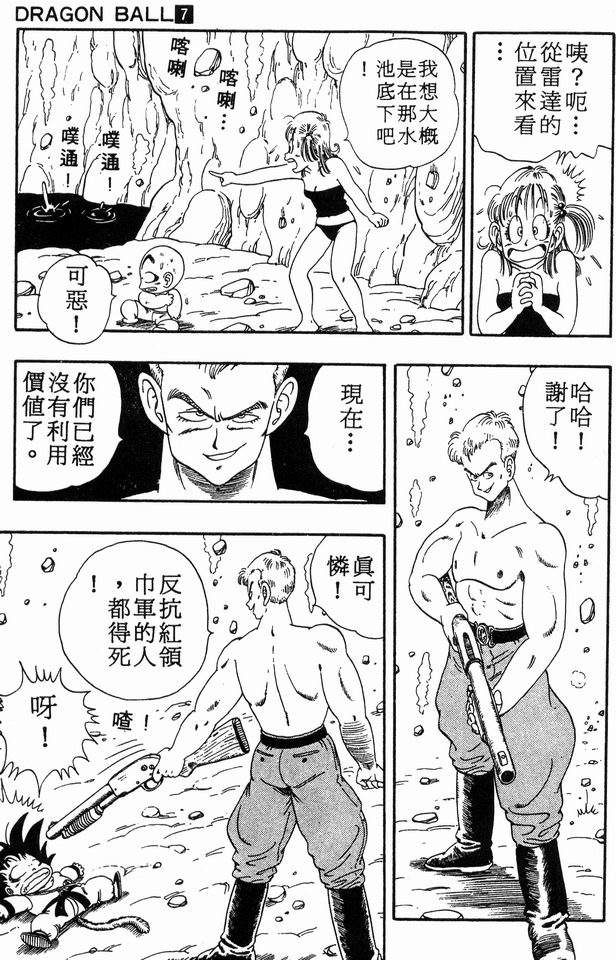 DRAGON BALL 7
咦？呃…
從雷達的
位置來看
…
我想大概
是在那水
池底下吧
！
喀喇…
喀喇…
噗通！
噗通！
可惡！
哈哈！
謝了！
現在…
你們已經
沒有利用
價值了。
真可
憐！
反抗紅領
巾軍的人
，都得死
！
喳！
呀！